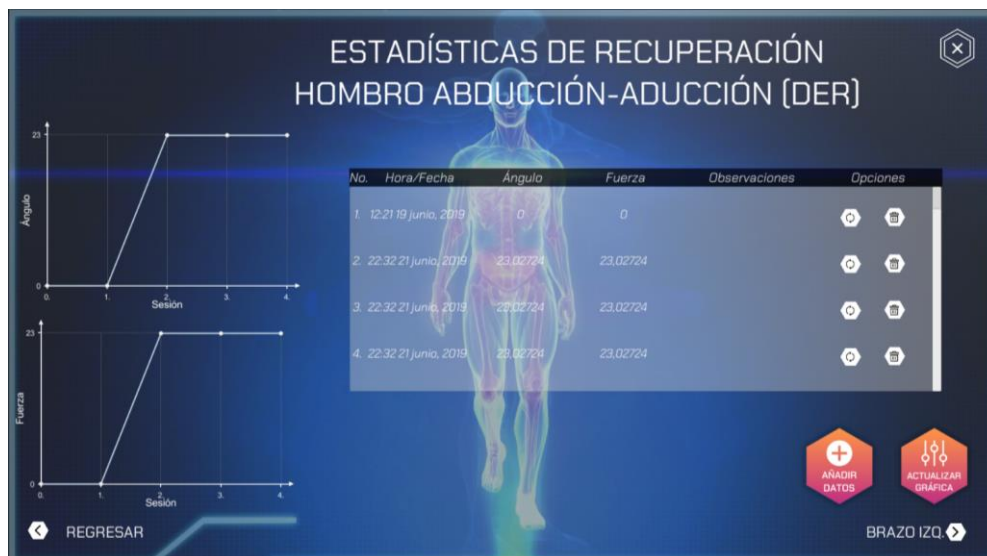 ESTADÍSTICAS DE RECUPERACIÓN
HOMBRO ABDUCCIÓN-ADUCCIÓN (DER)
23
Ángulo
0
0. 1. 2. 3. 4.
Sesión
23
Fuerza
0
0. 1. 2. 3. 4.
Sesión
No. Hora/Fecha Ángulo Fuerza Observaciones Opciones
1. 12:21 19 junio, 2019 0 0
2. 22:32 21 junio, 2019 23,02724 23,02724
3. 22:32 21 junio, 2019 23,02724 23,02724
4. 22:32 21 junio, 2019 23,02724 23,02724
AÑADIR
DATOS
ACTUALIZAR
GRÁFICA
REGRESAR
BRAZO IZQ.